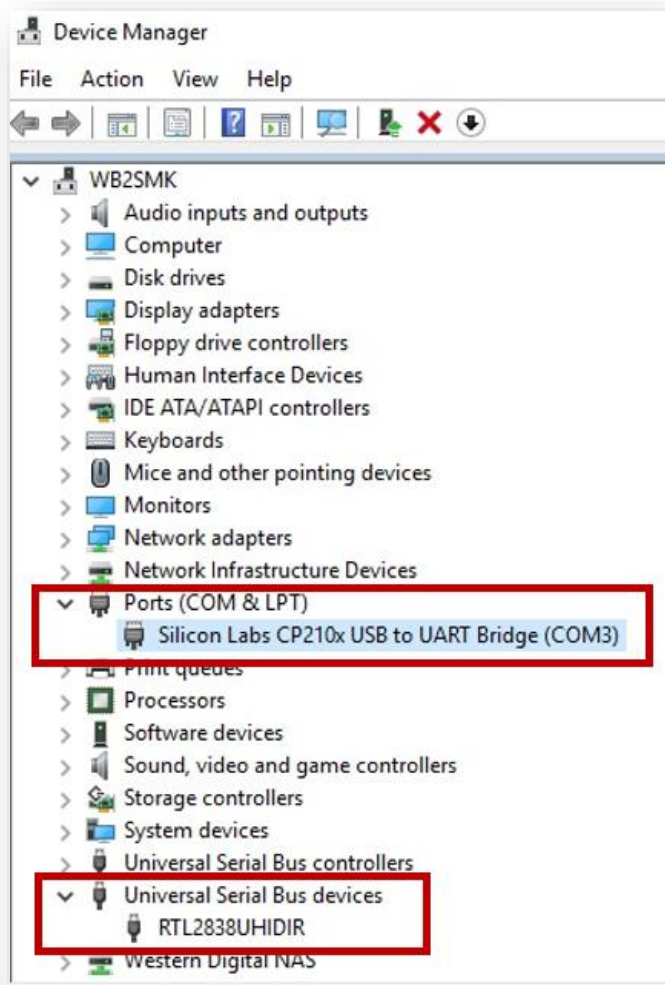 Device Manager
File Action View Help
WB2SMK
Audio inputs and outputs
Computer
Disk drives
Display adapters
Floppy drive controllers
Human Interface Devices
IDE ATA/ATAPI controllers
Keyboards
Mice and other pointing devices
Monitors
Network adapters
Network Infrastructure Devices
Ports (COM & LPT)
Silicon Labs CP210x USB to UART Bridge (COM3)
Print queues
Processors
Software devices
Sound, video and game controllers
Storage controllers
System devices
Universal Serial Bus controllers
Universal Serial Bus devices
RTL2838UHIDIR
Western Digital NAS